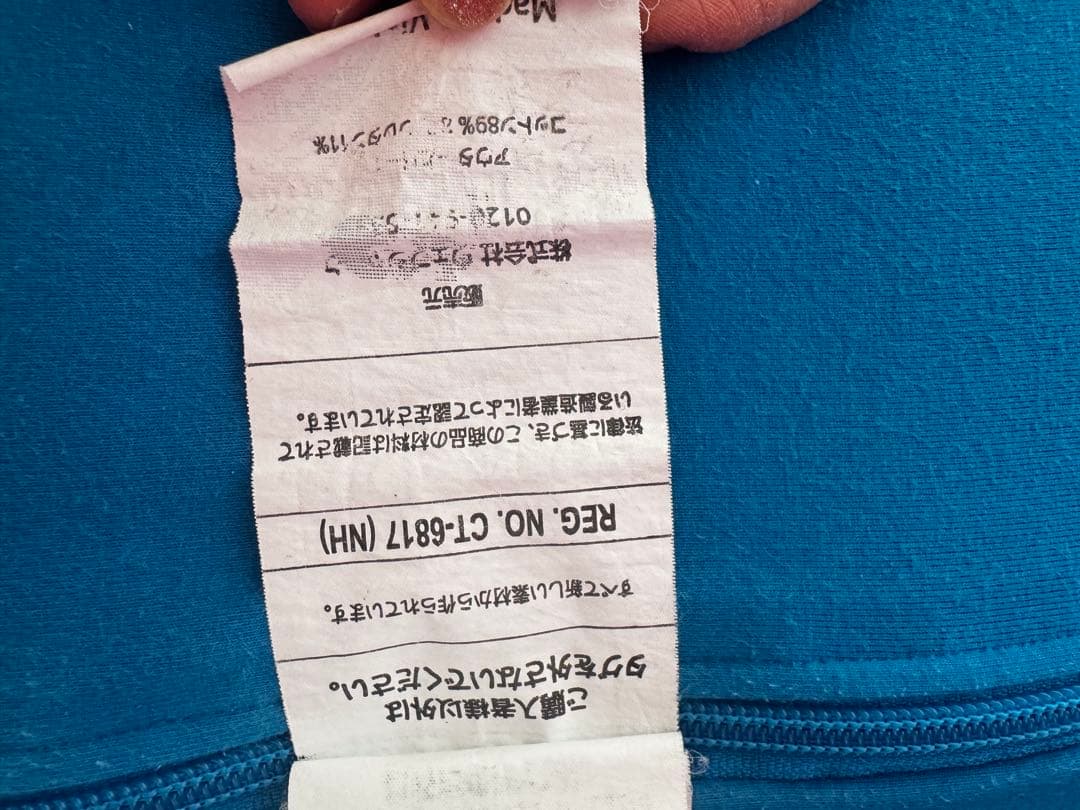 ご購入者様以外は
タグを外さないでください。
すべて新しい素材から作られています。
REG. NO. CT-6817 (NH)
法律に基づき、この商品の材料は記載されて
いる製造業者によって認定されています。
販売元
株式会社
0120-
アウタ
コットン89%